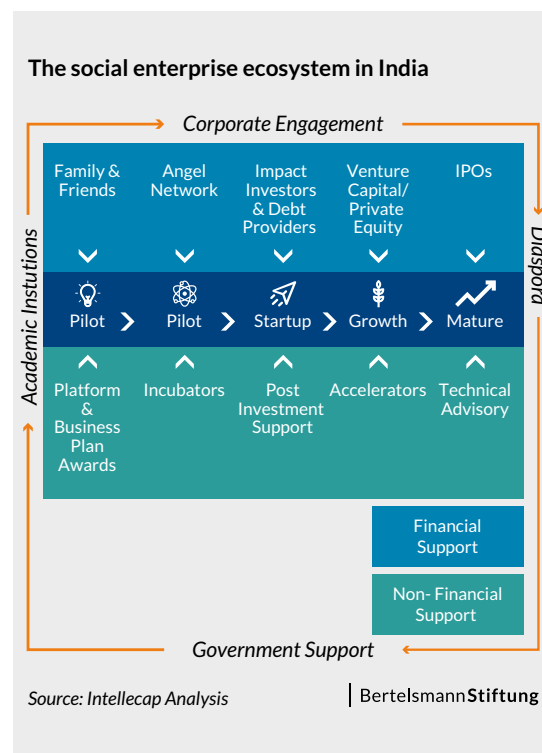 The social enterprise ecosystem in India
Corporate Engagement
Academic Instutions
Diaspora
Family &
Friends
Angel
Network
Impact
Investors
& Debt
Providers
Venture
Capital/
Private
Equity
IPOs
Pilot
Pilot
Startup
Growth
Mature
Platform
&
Business
Plan
Awards
Incubators
Post
Investment
Support
Accelerators
Technical
Advisory
Financial
Support
Non- Financial
Support
Government Support
Source: Intellecap Analysis
BertelsmannStiftung